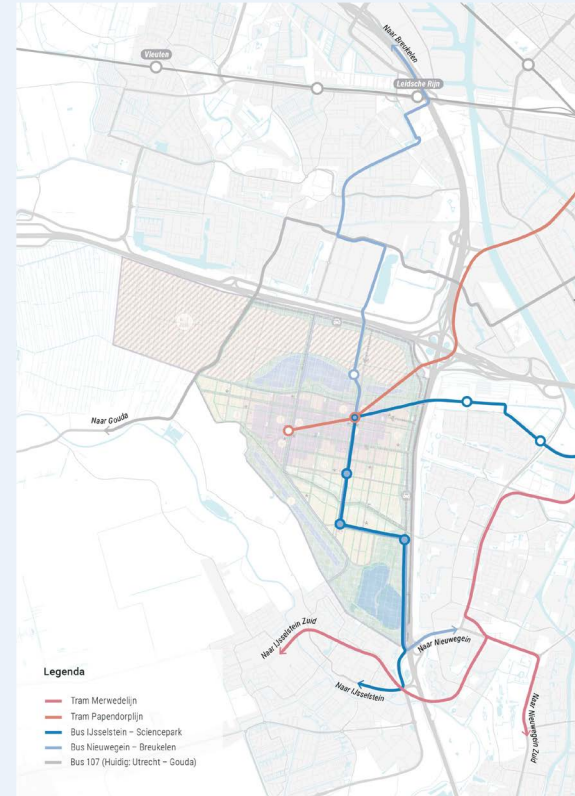 Naar Breukelen
Vleuten
Leidsche Rijn
Naar Gouda
Naar IJsselstein Zuid
Naar Nieuwegein
Naar IJsselstein
Naar Nieuwegein Zuid
Legenda
Tram Merwedelijn
Tram Papendorplijn
Bus IJsselstein – Sciencepark
Bus Nieuwegein – Breukelen
Bus 107 (Huidig: Utrecht – Gouda)